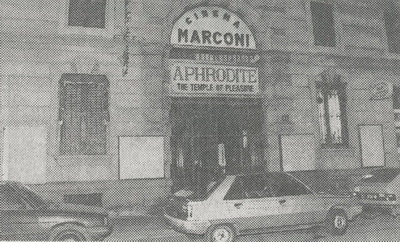 CINEMA
MARCONI
APHRODITE
THE TEMPLE OF PLEASURE